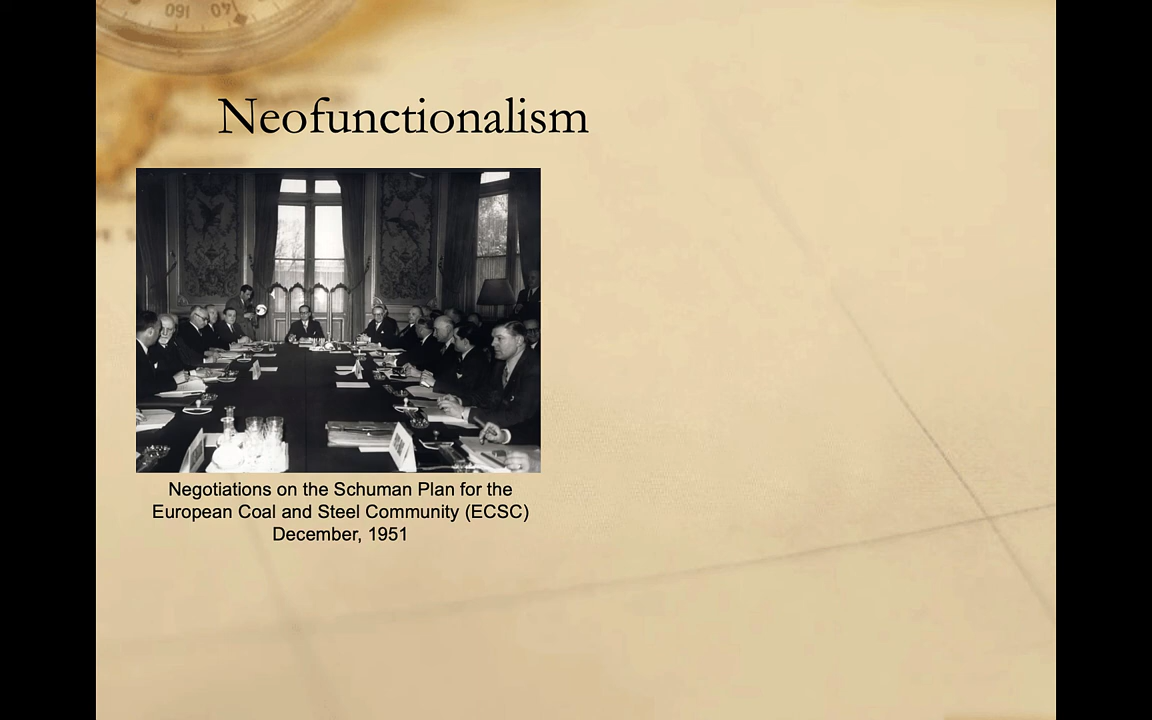 Neofunctionalism
Negotiations on the Schuman Plan for the
European Coal and Steel Community (ECSC)
December, 1951